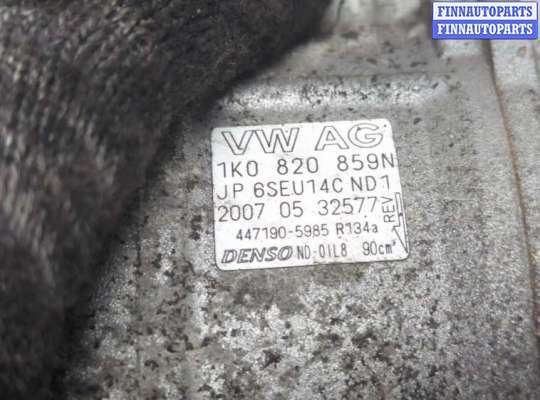 FINNAUTOPARTS
FINNAUTOPARTS
VW AG
1K0 820 859N
JP 6SEU14C ND1
2007 05 32577
REV
447190-5985 R134a
DENSO ND-OIL8 90cm³